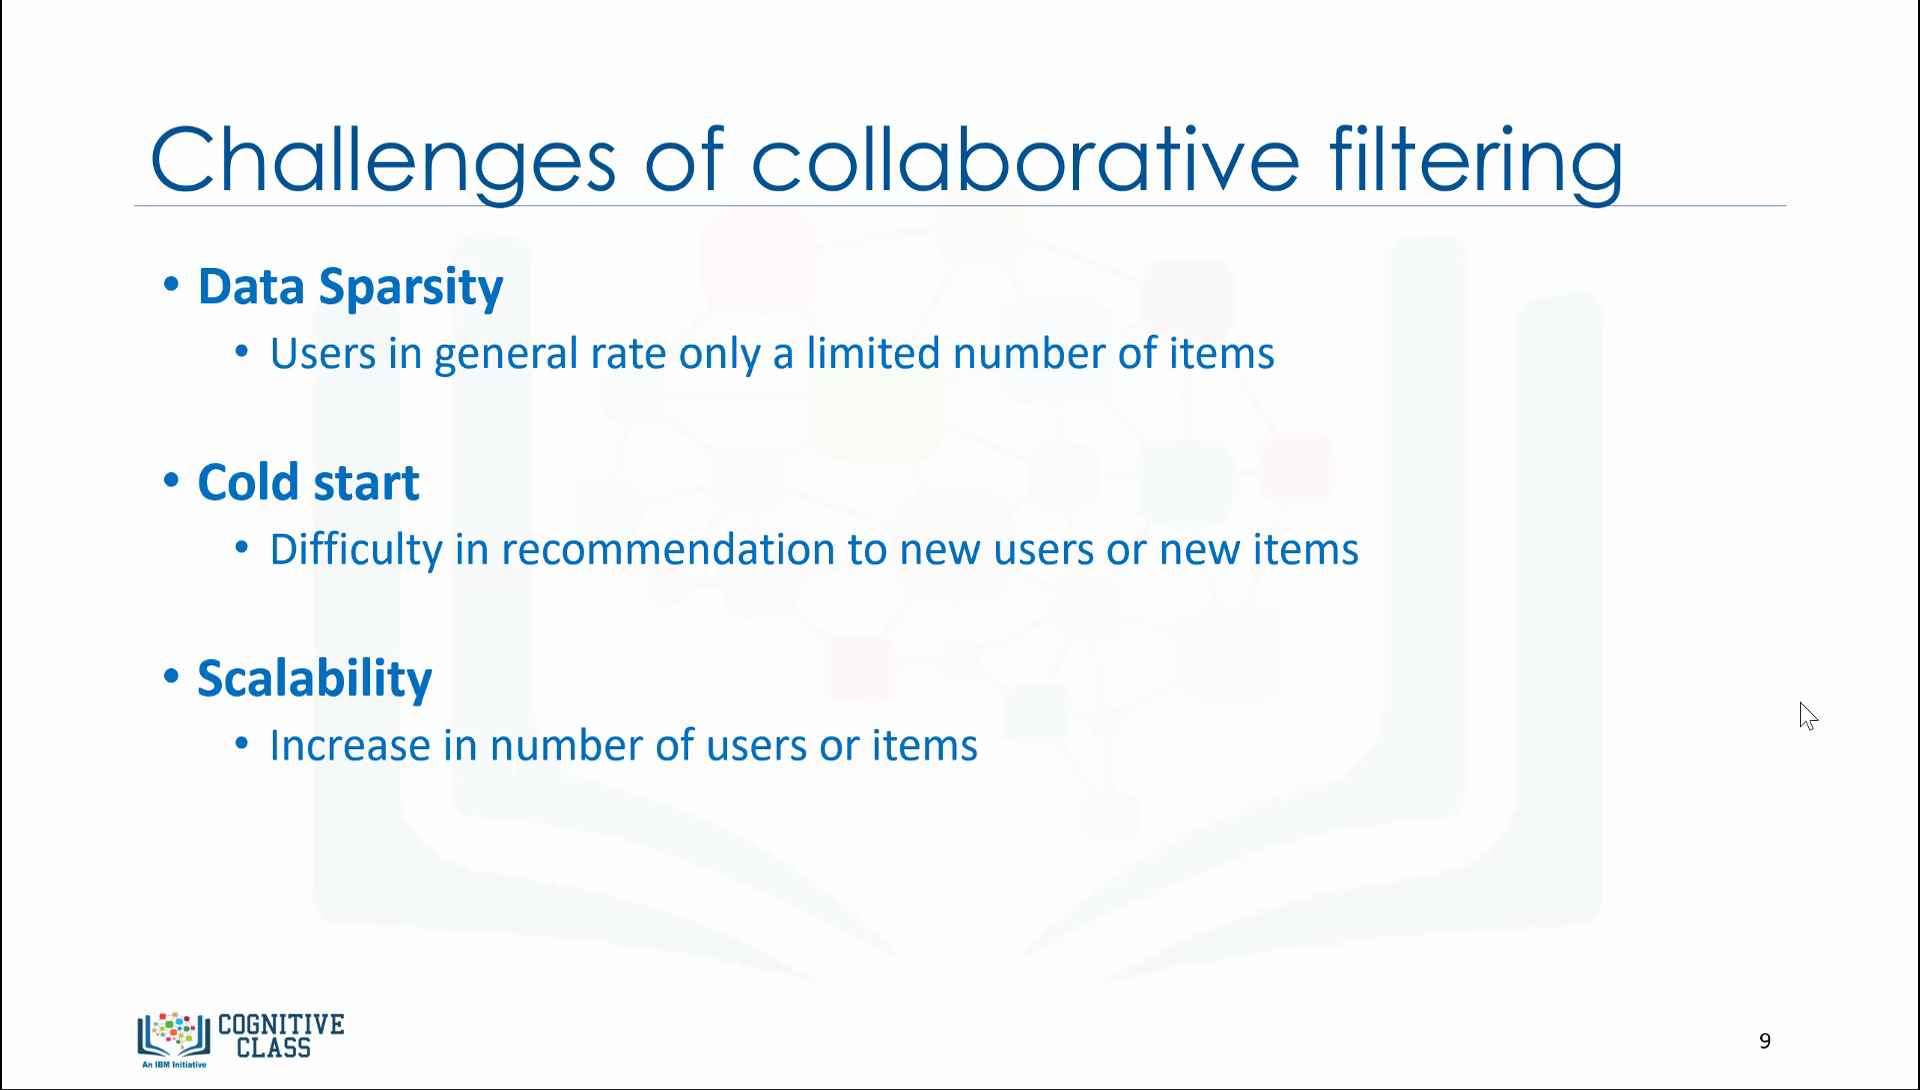 Challenges of collaborative filtering
• Data Sparsity
• Users in general rate only a limited number of items
• Cold start
• Difficulty in recommendation to new users or new items
• Scalability
• Increase in number of users or items
COGNITIVE
CLASS
An IBM Initiative
9